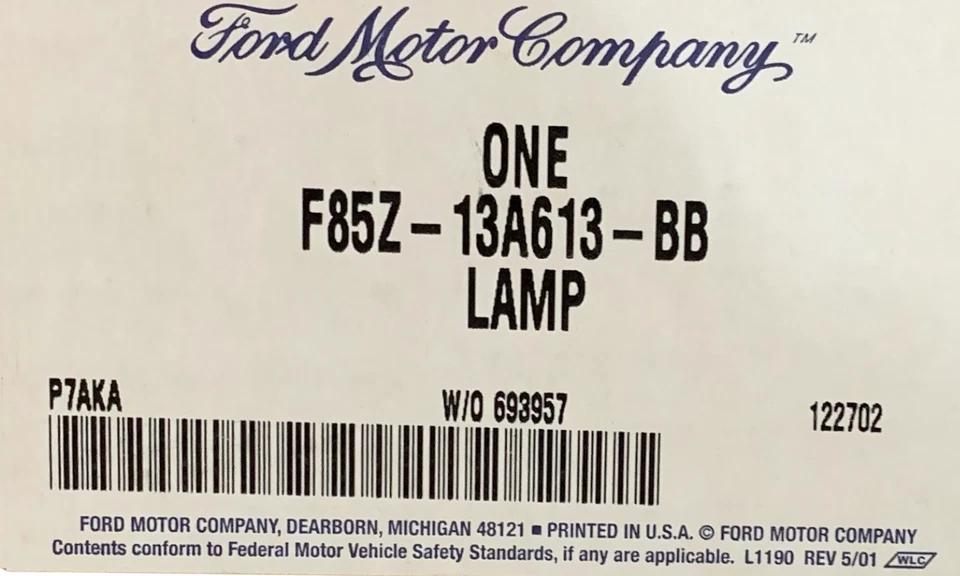 Ford Motor Company™
ONE
F85Z-13A613-BB
LAMP
P7AKA W/O 693957 122702
FORD MOTOR COMPANY, DEARBORN, MICHIGAN 48121 ■ PRINTED IN U.S.A. © FORD MOTOR COMPANY
Contents conform to Federal Motor Vehicle Safety Standards, if any are applicable. L1190 REV 5/01 WLC